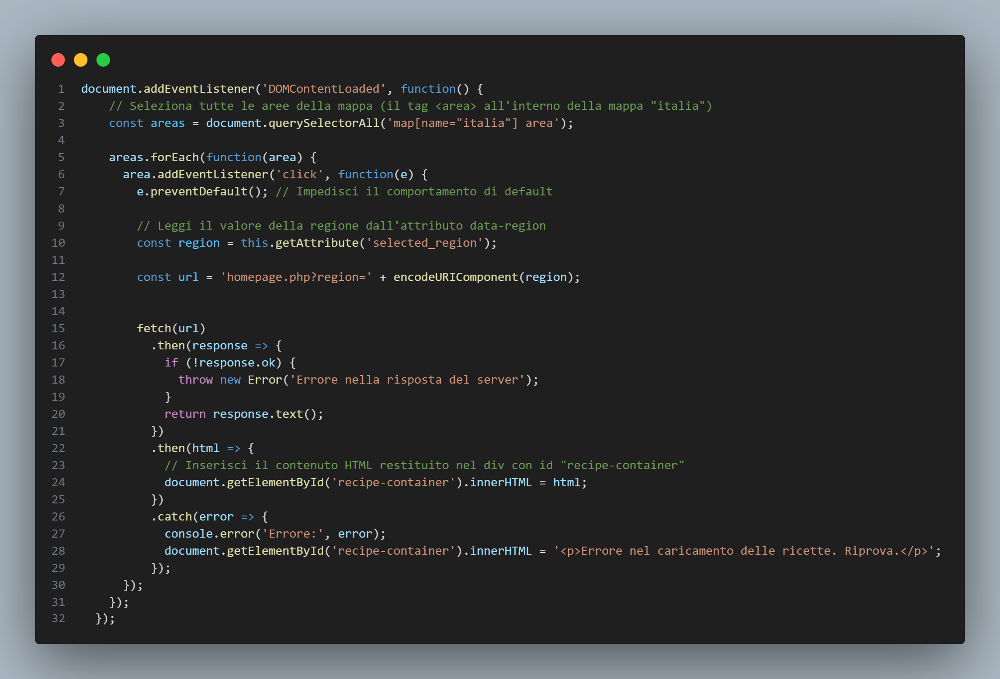 1 document.addEventListener('DOMContentLoaded', function() {
2 // Seleziona tutte le aree della mappa (il tag <area> all'interno della mappa "italia")
3 const areas = document.querySelectorAll('map[name="italia"] area');
4
5 areas.forEach(function(area) {
6 area.addEventListener('click', function(e) {
7 e.preventDefault(); // Impedisci il comportamento di default
8
9 // Leggi il valore della regione dall'attributo data-region
10 const region = this.getAttribute('selected_region');
11
12 const url = 'homepage.php?region=' + encodeURIComponent(region);
13
14
15 fetch(url)
16 .then(response => {
17 if (!response.ok) {
18 throw new Error('Errore nella risposta del server');
19 }
20 return response.text();
21 })
22 .then(html => {
23 // Inserisci il contenuto HTML restituito nel div con id "recipe-container"
24 document.getElementById('recipe-container').innerHTML = html;
25 })
26 .catch(error => {
27 console.error('Errore:', error);
28 document.getElementById('recipe-container').innerHTML = '<p>Errore nel caricamento delle ricette. Riprova.</p>';
29 });
30 });
31 });
32 });